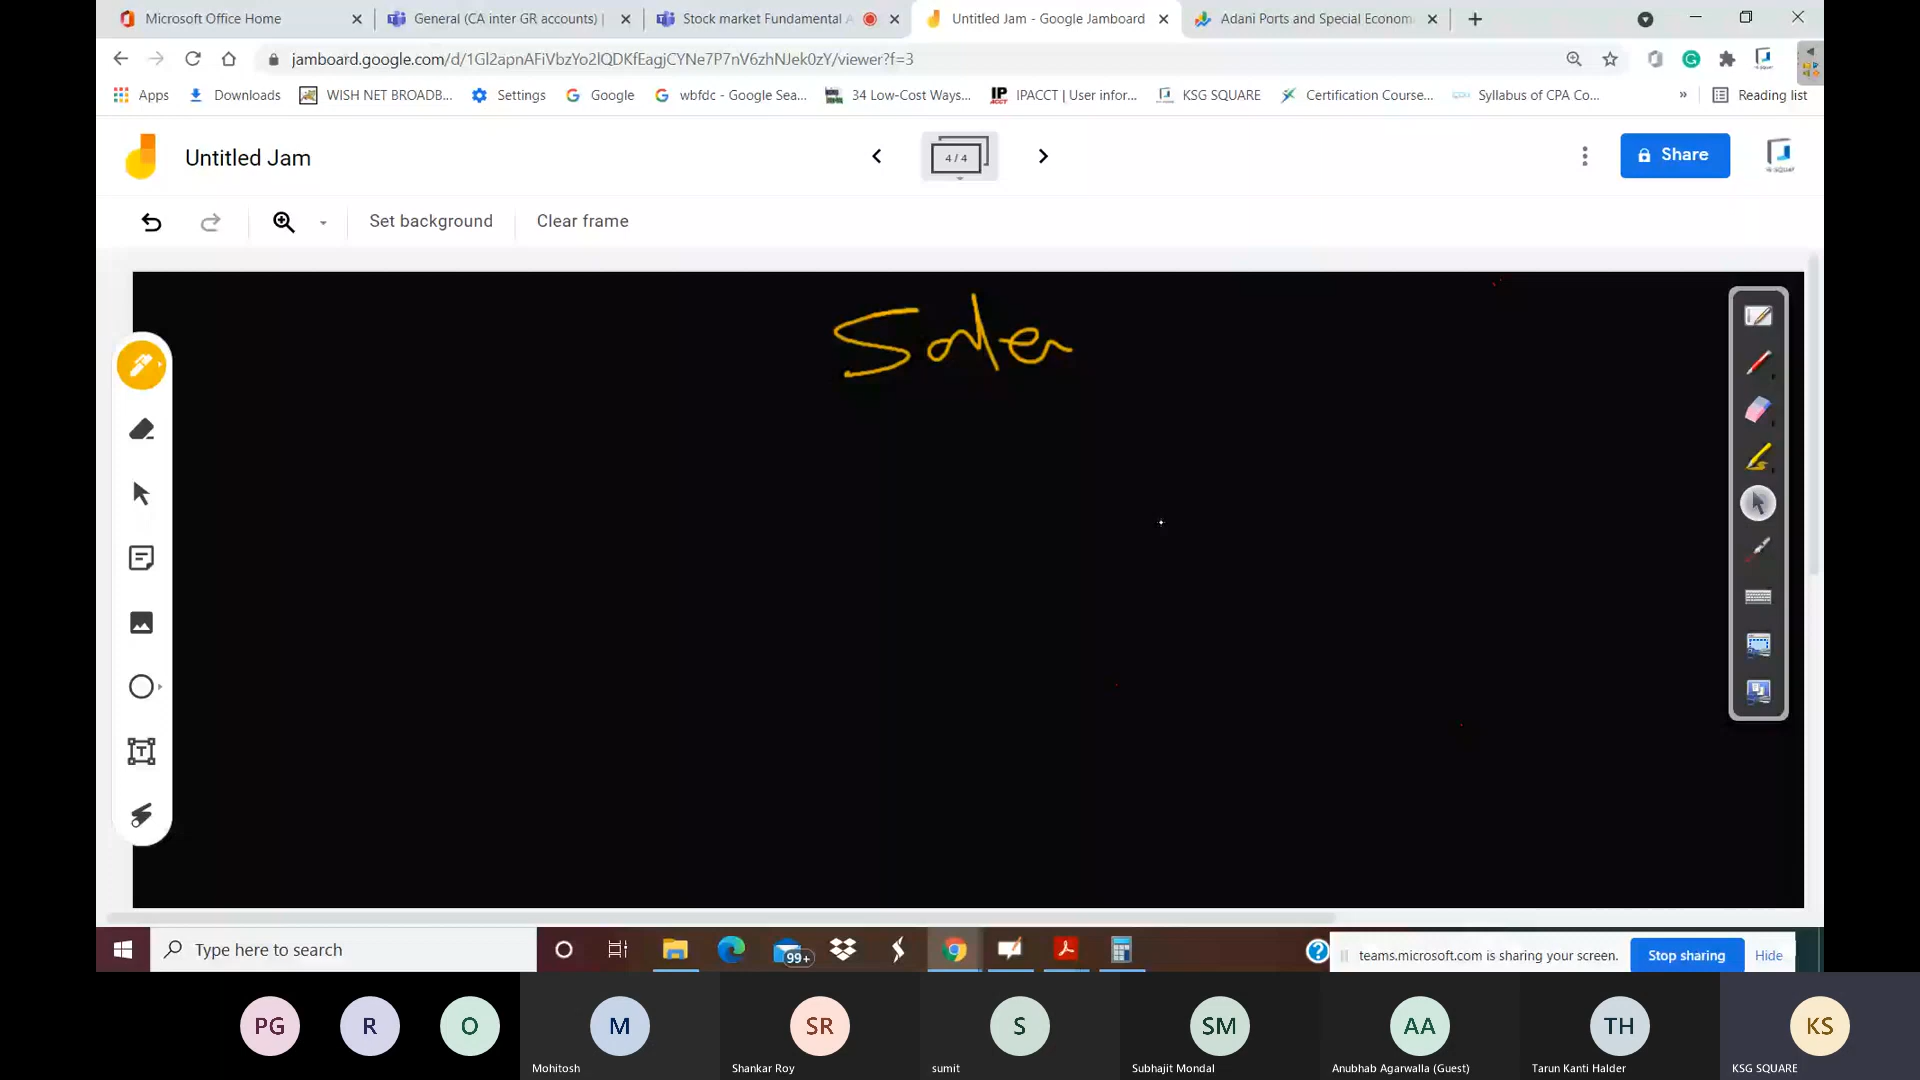 Microsoft Office Home
General (CA inter GR accounts) |
Stock market Fundamental A
Untitled Jam - Google Jamboard
Adani Ports and Special Econom
jamboard.google.com/d/1Gl2apnAFiVbzYo2lQDKfEagjCYNe7P7nV6zhNJek0zY/viewer?f=3
Apps
Downloads
WISH NET BROADB...
Settings
Google
wbfdc - Google Sea...
34 Low-Cost Ways...
IPACCT | User infor...
KSG SQUARE
Certification Course...
Syllabus of CPA Co...
»
Reading list
Untitled Jam
4 / 4
Share
Set background
Clear frame
Sales
Type here to search
99+
teams.microsoft.com is sharing your screen.
Stop sharing
Hide
PG
R
O
M
SR
S
SM
AA
TH
KS
Mohitosh
Shankar Roy
sumit
Subhajit Mondal
Anubhab Agarwalla (Guest)
Tarun Kanti Halder
KSG SQUARE